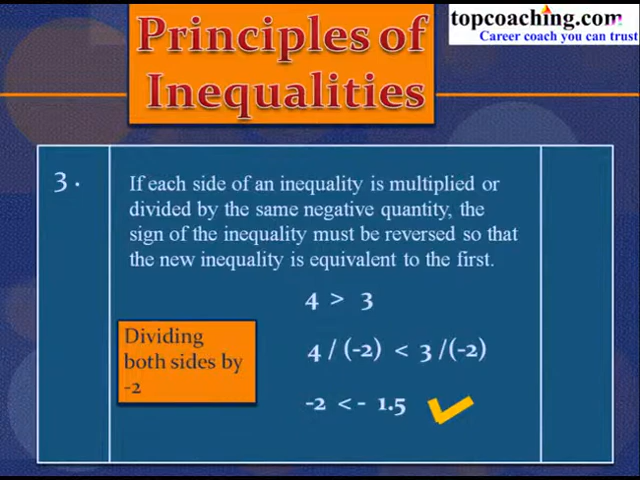 topcoaching.com
Career coach you can trust
Principles of
Inequalities
3.
If each side of an inequality is multiplied or
divided by the same negative quantity, the
sign of the inequality must be reversed so that
the new inequality is equivalent to the first.
4 > 3
Dividing
both sides by
-2
4 / (-2) < 3 /(-2)
-2 < - 1.5